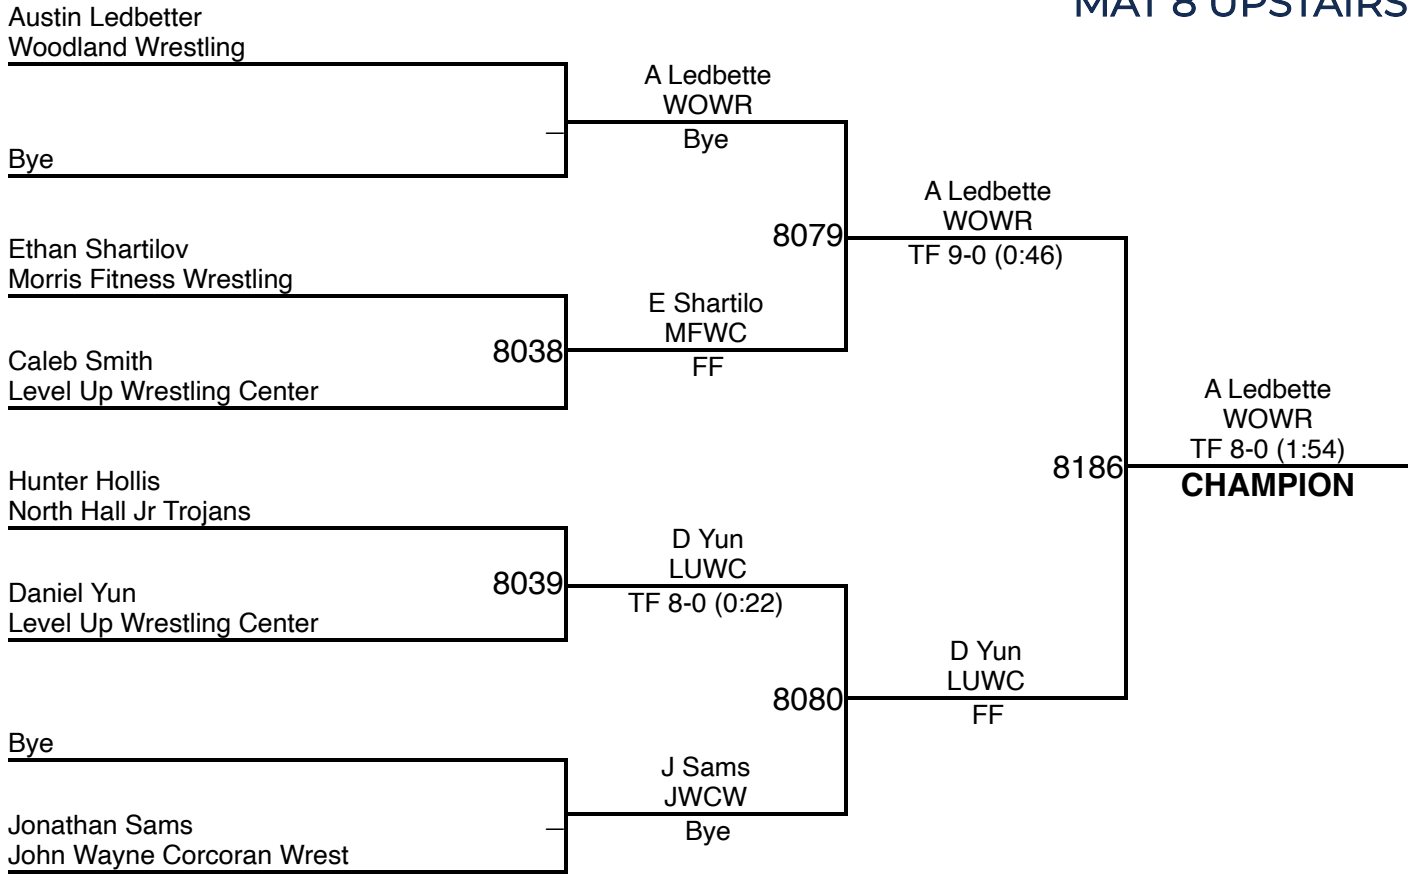 MAT 8 UPSTAIRS
Austin Ledbetter
Woodland Wrestling
Bye
Ethan Shartilov
Morris Fitness Wrestling
Caleb Smith
Level Up Wrestling Center
Hunter Hollis
North Hall Jr Trojans
Daniel Yun
Level Up Wrestling Center
Bye
Jonathan Sams
John Wayne Corcoran Wrest
8038
8039
A Ledbette
WOWR
Bye
E Shartilo
MFWC
FF
D Yun
LUWC
TF 8-0 (0:22)
J Sams
JWCW
Bye
8079
8080
A Ledbette
WOWR
TF 9-0 (0:46)
D Yun
LUWC
FF
8186
A Ledbette
WOWR
TF 8-0 (1:54)
CHAMPION